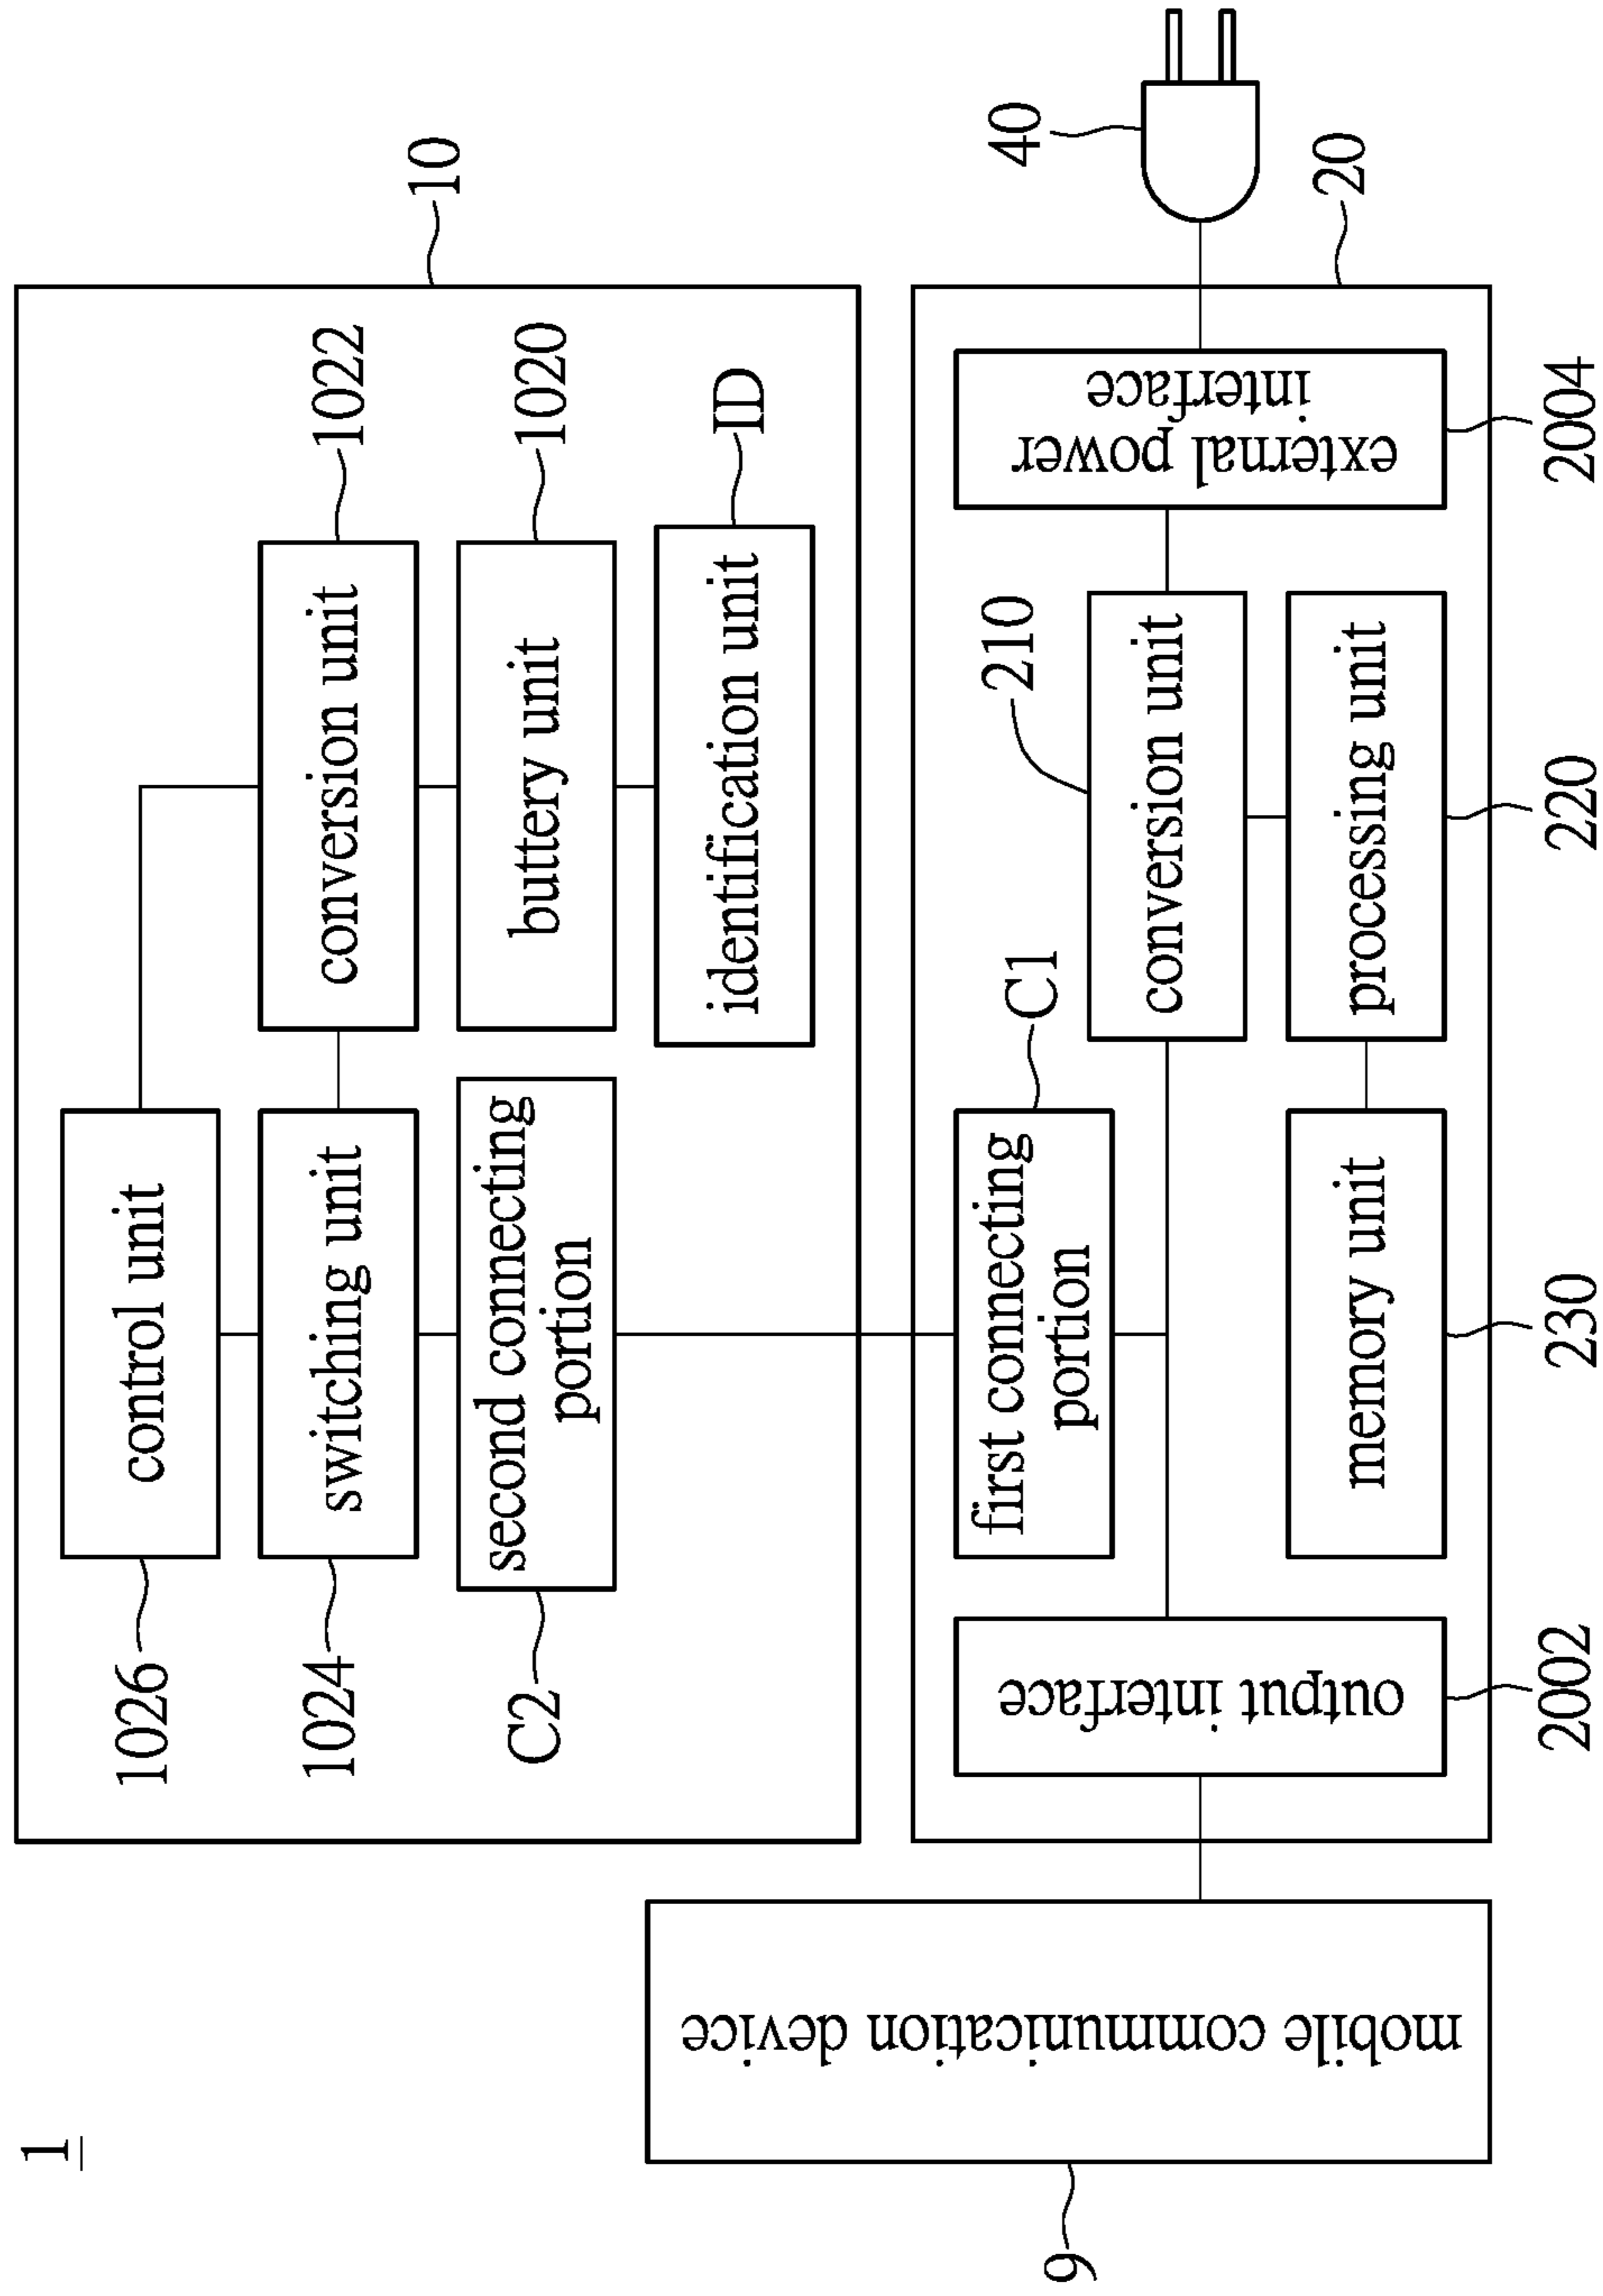 1
10
control unit
1026
conversion unit
1022
switching unit
1024
buttery unit
1020
second connecting
portion
C2
identification unit
ID
mobile communication device
9
20
output interface
2002
first connecting
portion
C1
conversion unit
210
external power
interface
2004
40
memory unit
230
processing unit
220